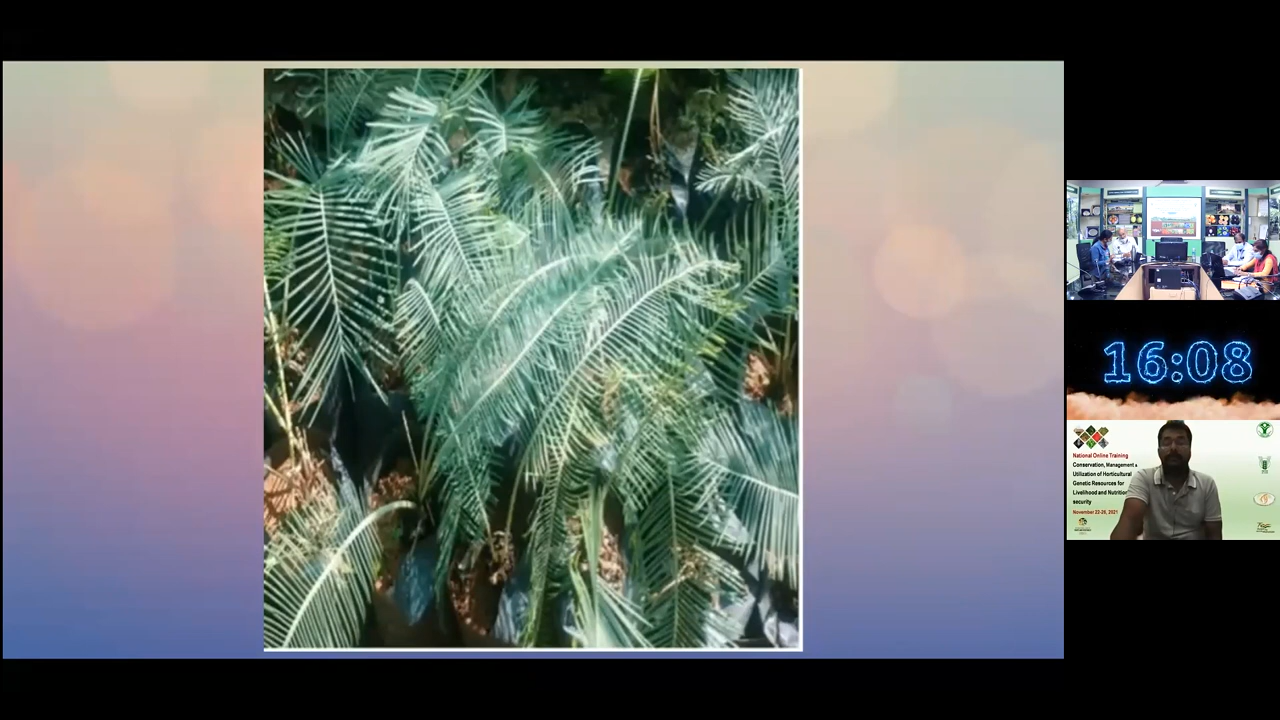 16:08
National Online Training
Conservation, Management &
Utilization of Horticultural
Genetic Resources for
Livelihood and Nutrition
security
November 22-26, 2021